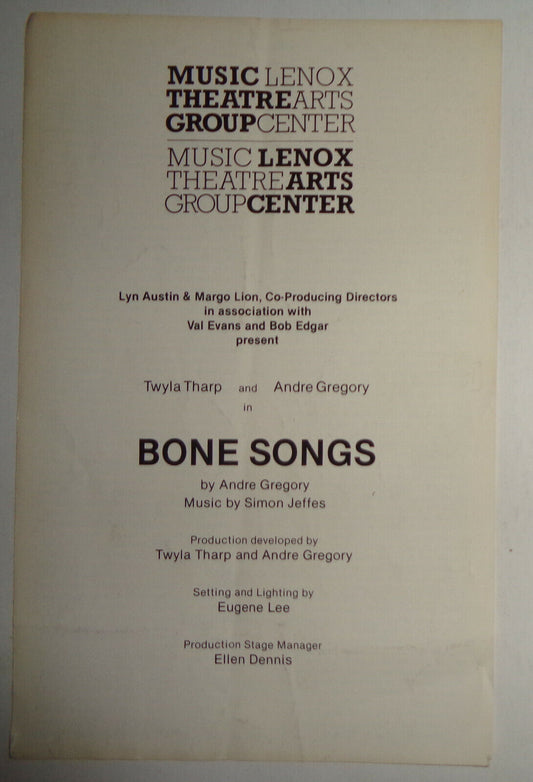 MUSIC LENOX
THEATRE ARTS
GROUP CENTER
MUSIC LENOX
THEATRE ARTS
GROUP CENTER
Lyn Austin & Margo Lion, Co-Producing Directors
in association with
Val Evans and Bob Edgar
present
Twyla Tharp and Andre Gregory
in
BONE SONGS
by Andre Gregory
Music by Simon Jeffes
Production developed by
Twyla Tharp and Andre Gregory
Setting and Lighting by
Eugene Lee
Production Stage Manager
Ellen Dennis